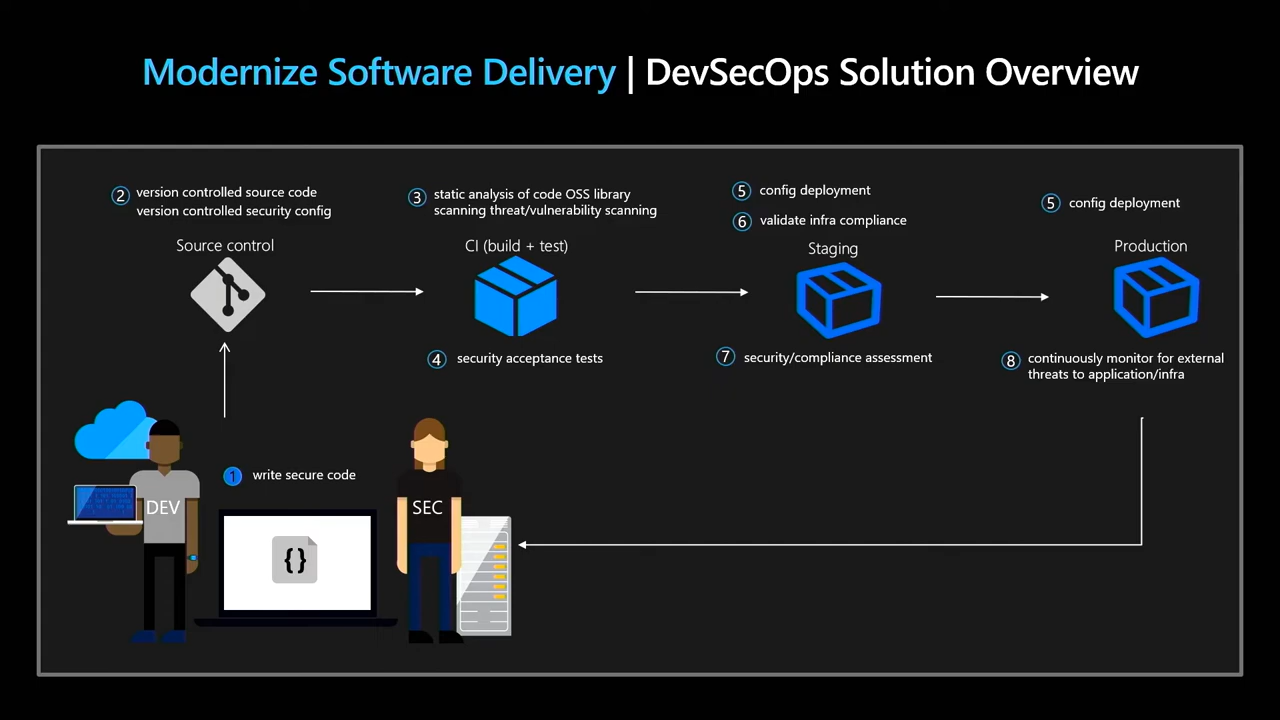 Modernize Software Delivery | DevSecOps Solution Overview
2 version controlled source code
version controlled security config
Source control
3 static analysis of code OSS library
scanning threat/vulnerability scanning
CI (build + test)
4 security acceptance tests
5 config deployment
6 validate infra compliance
Staging
7 security/compliance assessment
5 config deployment
Production
8 continuously monitor for external
threats to application/infra
1 write secure code
DEV
{}
SEC